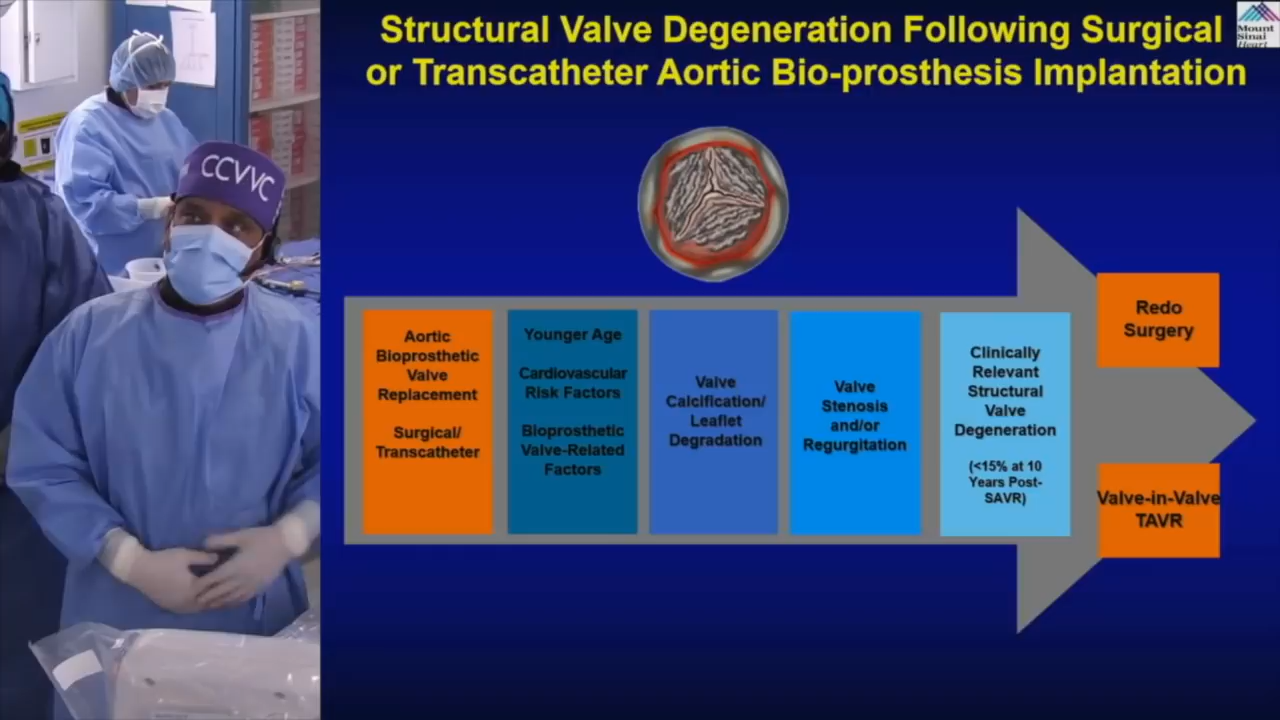 Structural Valve Degeneration Following Surgical
or Transcatheter Aortic Bio-prosthesis Implantation
Mount
Sinai
Heart
CCVVC
Aortic
Bioprosthetic
Valve
Replacement
Surgical/
Transcatheter
Younger Age
Cardiovascular
Risk Factors
Bioprosthetic
Valve-Related
Factors
Valve
Calcification/
Leaflet
Degradation
Valve
Stenosis
and/or
Regurgitation
Clinically
Relevant
Structural
Valve
Degeneration
(<15% at 10
Years Post-
SAVR)
Redo
Surgery
Valve-in-Valve
TAVR